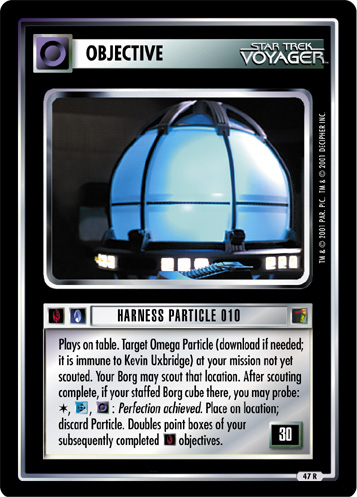 OBJECTIVE
STAR TREK
VOYAGER
TM & © 2001 PAR. PIC. TM & © 2001 DECIPHER INC.
HARNESS PARTICLE 010
Plays on table. Target Omega Particle (download if needed;
it is immune to Kevin Uxbridge) at your mission not yet
scouted. Your Borg may scout that location. After scouting
complete, if your staffed Borg cube there, you may probe:
✶, , : Perfection achieved. Place on location;
discard Particle. Doubles point boxes of your
subsequently completed objectives.
30
47 R